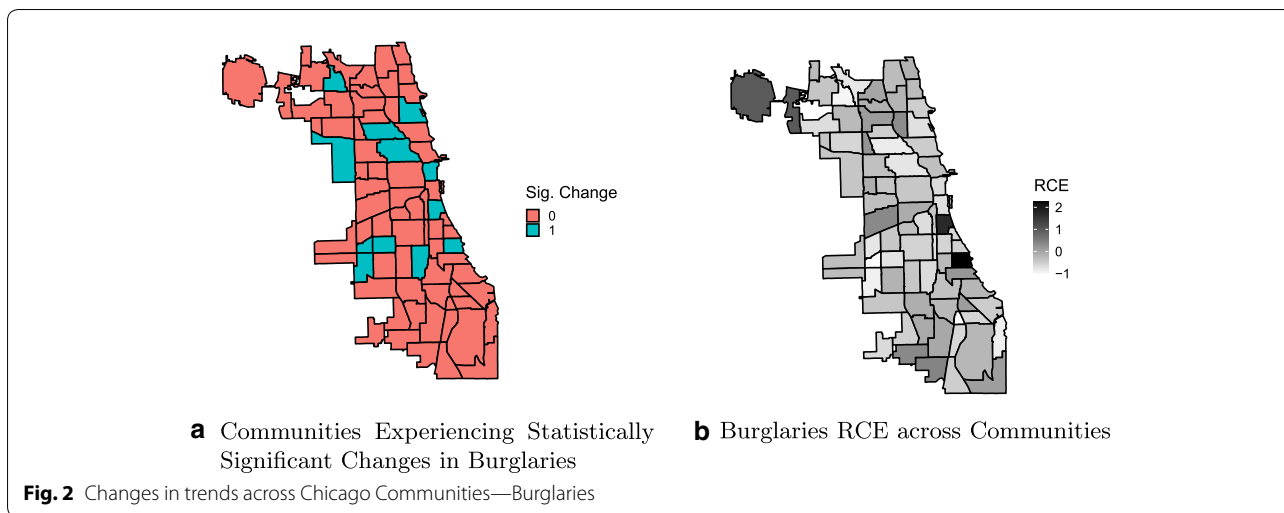 Sig. Change
0
1
RCE
2
1
0
−1
a Communities Experiencing Statistically
Significant Changes in Burglaries
b Burglaries RCE across Communities
Fig. 2 Changes in trends across Chicago Communities—Burglaries